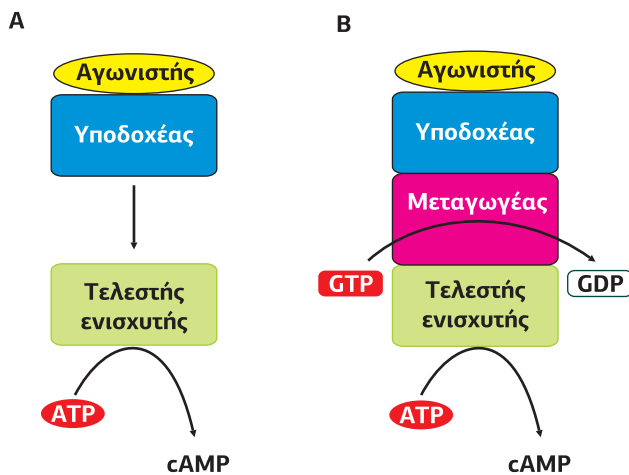 A
Αγωνιστής
Υποδοχέας
Τελεστής
ενισχυτής
ATP
cAMP
B
Αγωνιστής
Υποδοχέας
Μεταγωγέας
GTP
GDP
Τελεστής
ενισχυτής
ATP
cAMP